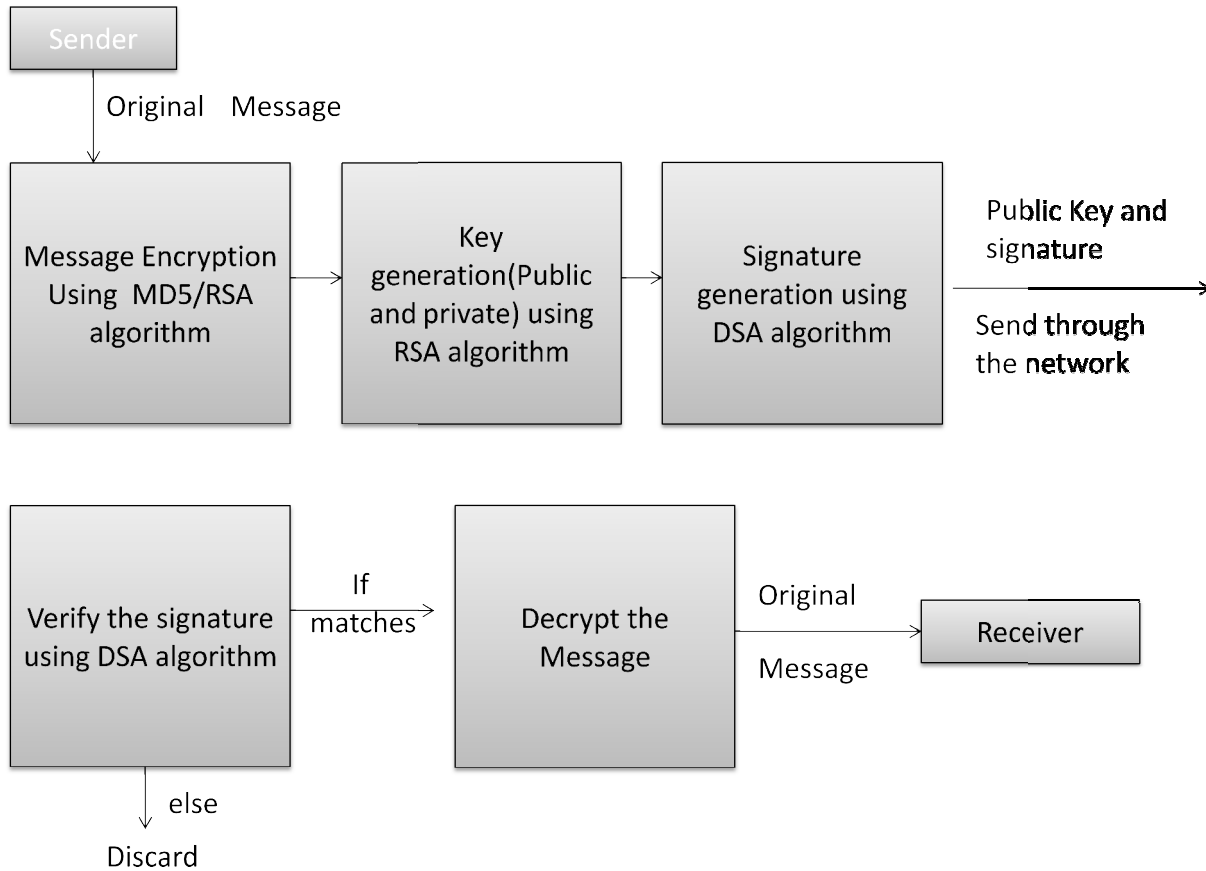 Sender
Original Message
Message Encryption
Using MD5/RSA
algorithm
Key
generation(Public
and private) using
RSA algorithm
Signature
generation using
DSA algorithm
Public Key and
signature
Send through
the network
Verify the signature
using DSA algorithm
If
matches
Decrypt the
Message
Original
Message
Receiver
else
Discard